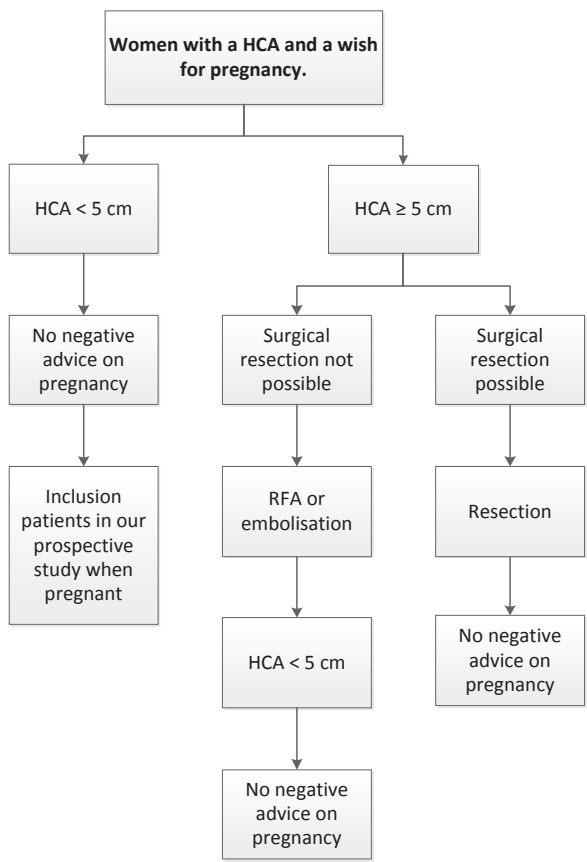 Women with a HCA and a wish
for pregnancy.
HCA < 5 cm
HCA ≥ 5 cm
No negative
advice on
pregnancy
Surgical
resection not
possible
Surgical
resection
possible
Inclusion
patients in our
prospective
study when
pregnant
RFA or
embolisation
Resection
HCA < 5 cm
No negative
advice on
pregnancy
No negative
advice on
pregnancy